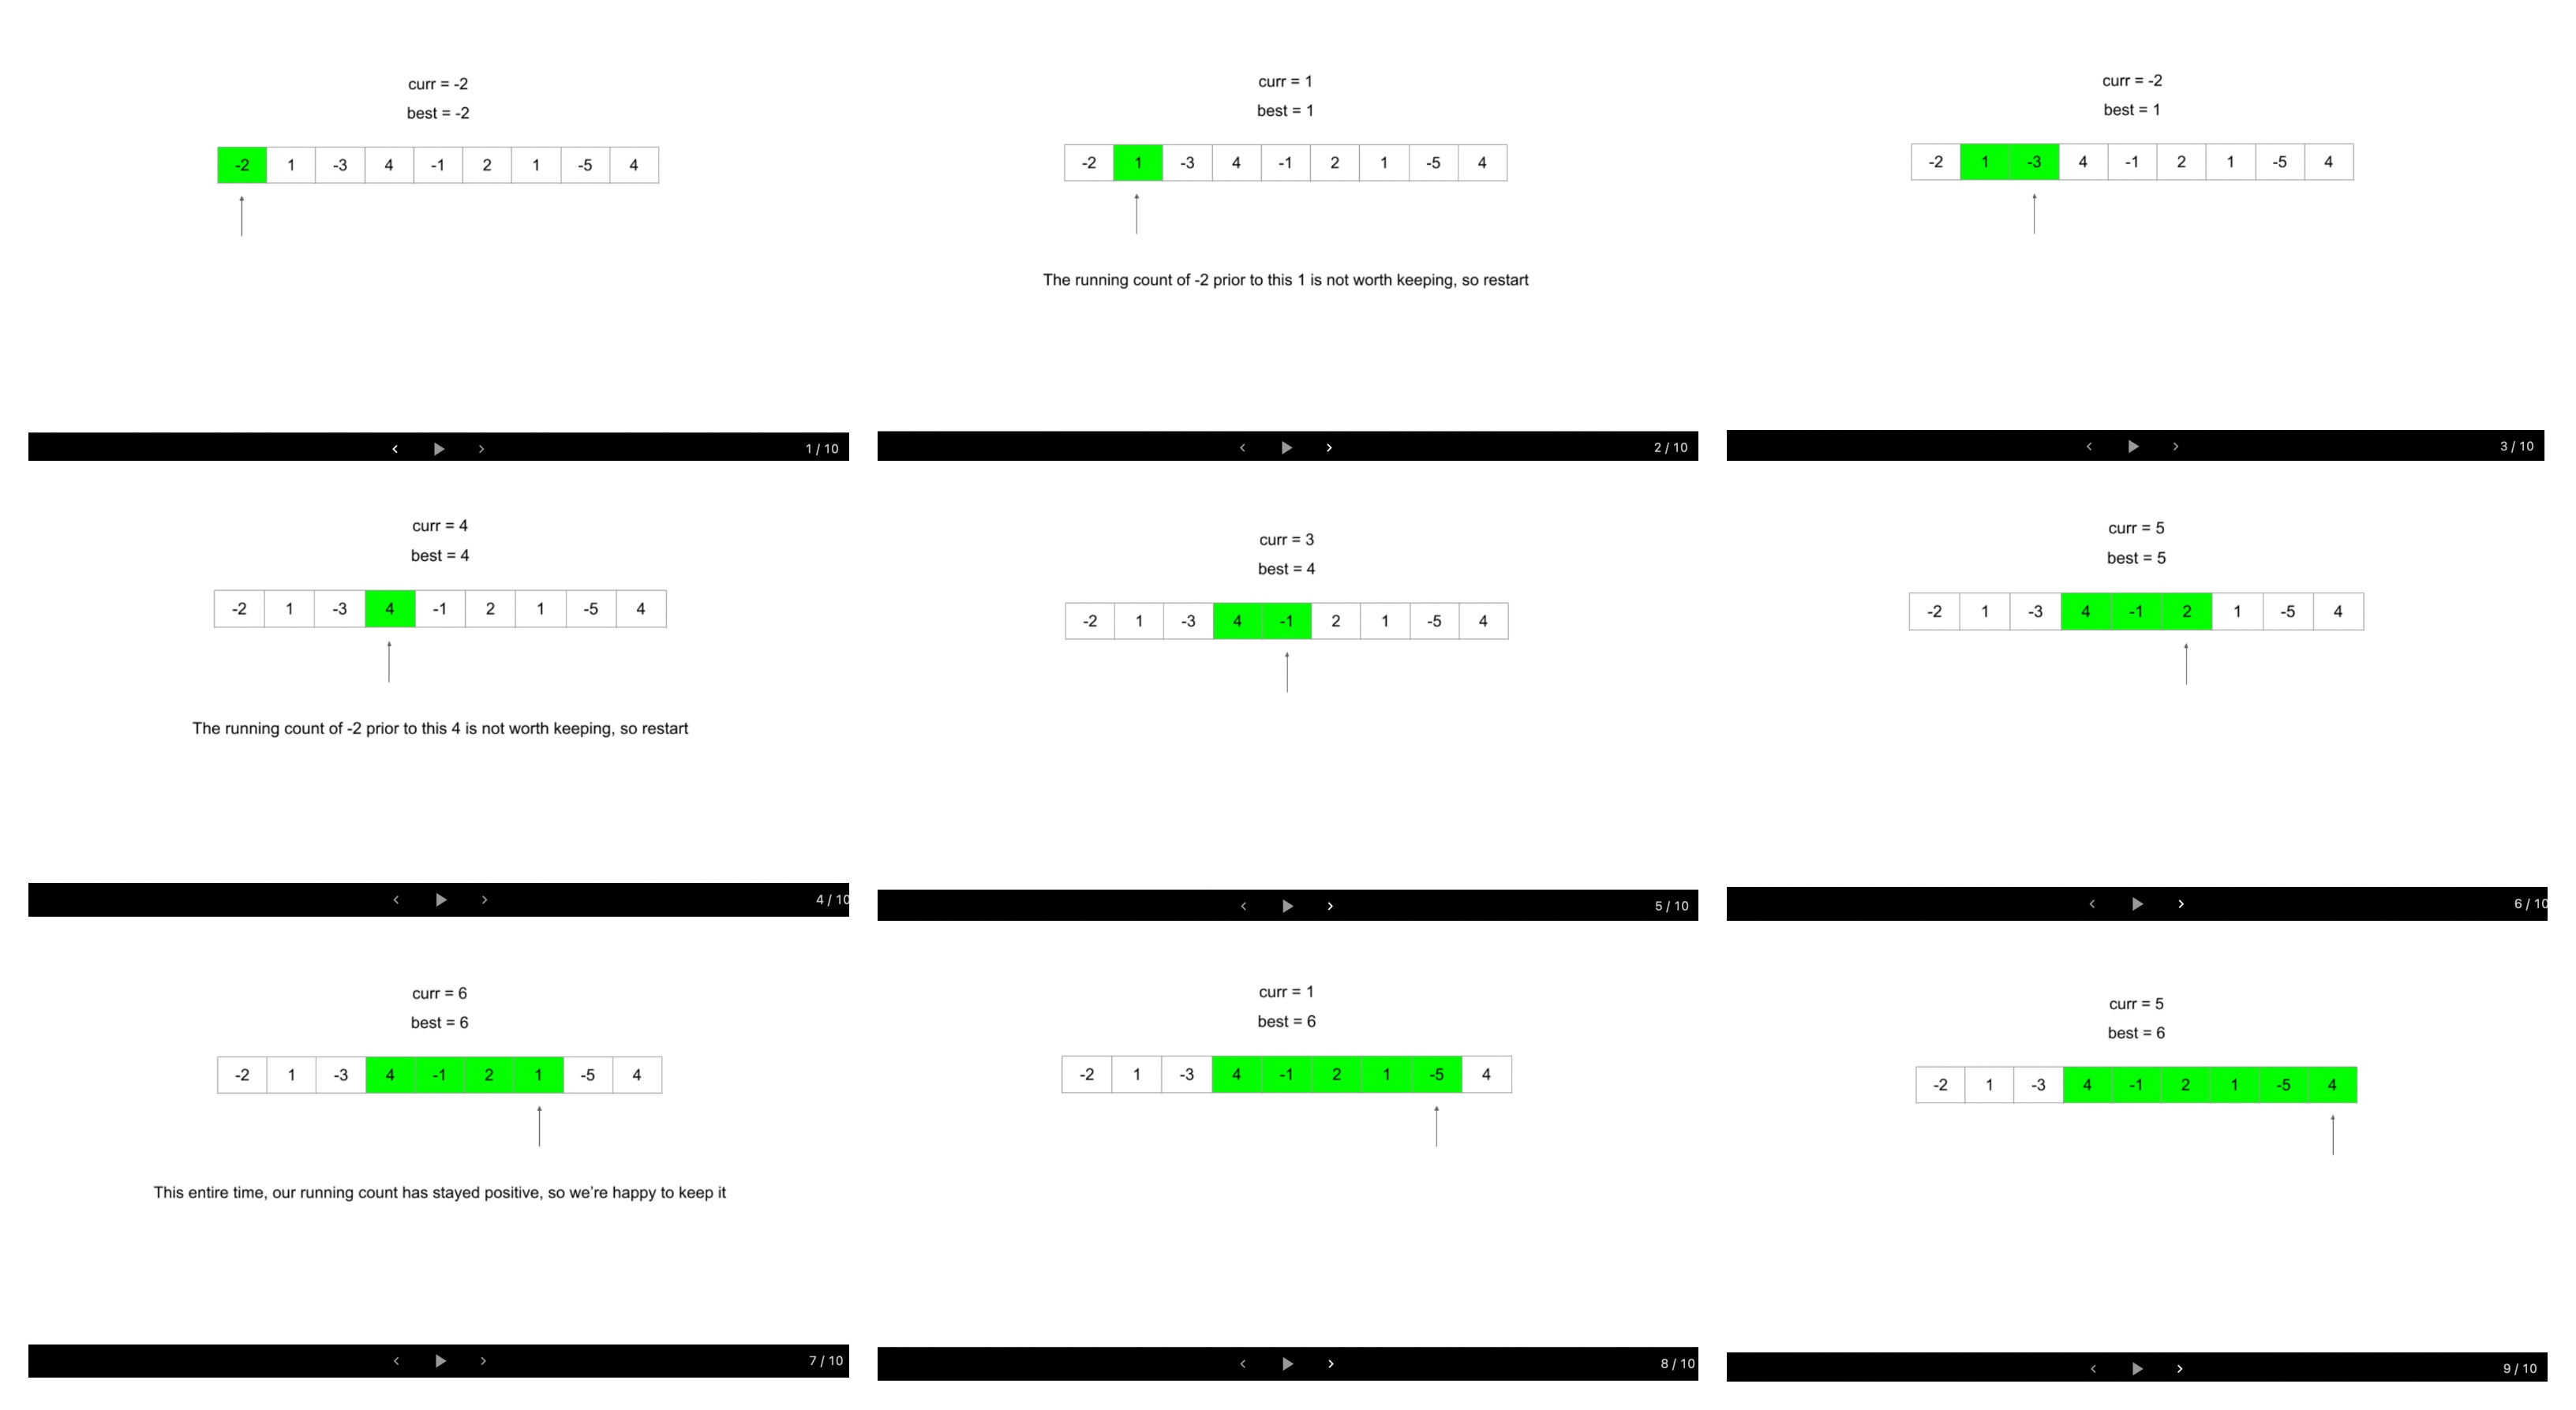 curr = -2
best = -2
-2 1 -3 4 -1 2 1 -5 4
1 / 10
curr = 1
best = 1
-2 1 -3 4 -1 2 1 -5 4
The running count of -2 prior to this 1 is not worth keeping, so restart
2 / 10
curr = -2
best = 1
-2 1 -3 4 -1 2 1 -5 4
3 / 10
curr = 4
best = 4
-2 1 -3 4 -1 2 1 -5 4
The running count of -2 prior to this 4 is not worth keeping, so restart
4 / 10
curr = 3
best = 4
-2 1 -3 4 -1 2 1 -5 4
5 / 10
curr = 5
best = 5
-2 1 -3 4 -1 2 1 -5 4
6 / 10
curr = 6
best = 6
-2 1 -3 4 -1 2 1 -5 4
This entire time, our running count has stayed positive, so we’re happy to keep it
7 / 10
curr = 1
best = 6
-2 1 -3 4 -1 2 1 -5 4
8 / 10
curr = 5
best = 6
-2 1 -3 4 -1 2 1 -5 4
9 / 10